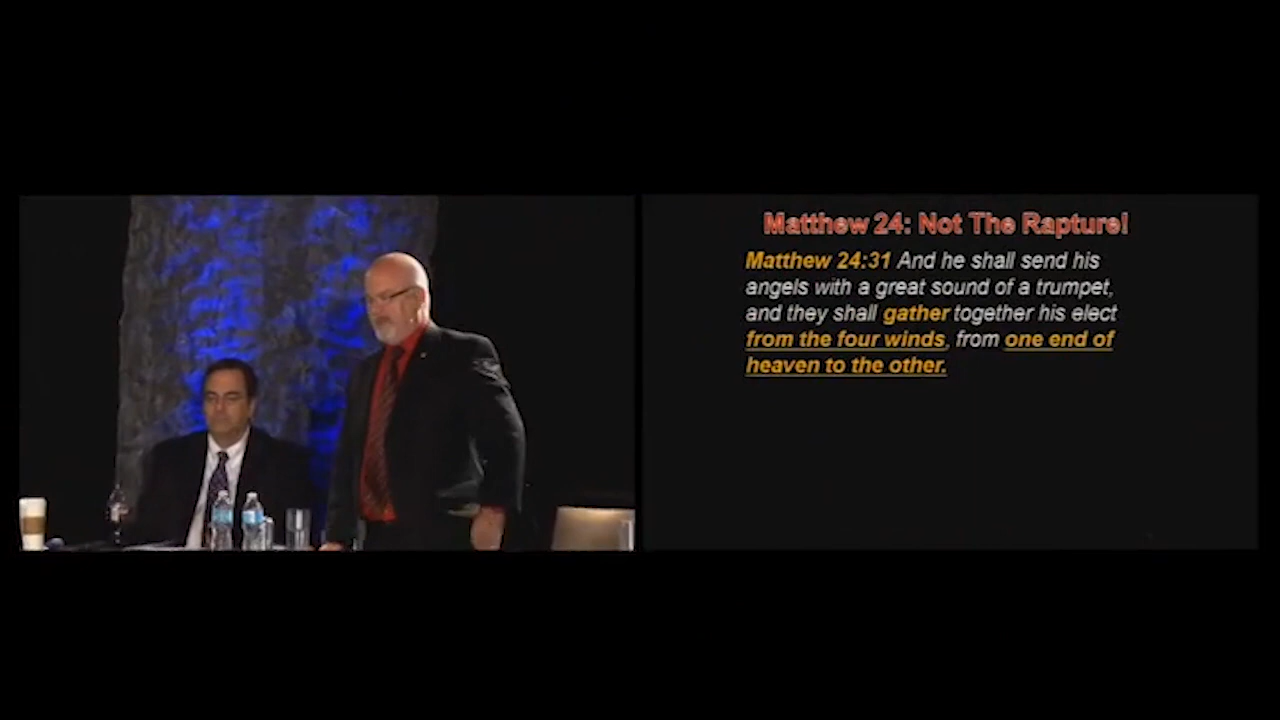 Matthew 24: Not The Rapture!
Matthew 24:31 And he shall send his
angels with a great sound of a trumpet,
and they shall gather together his elect
from the four winds, from one end of
heaven to the other.